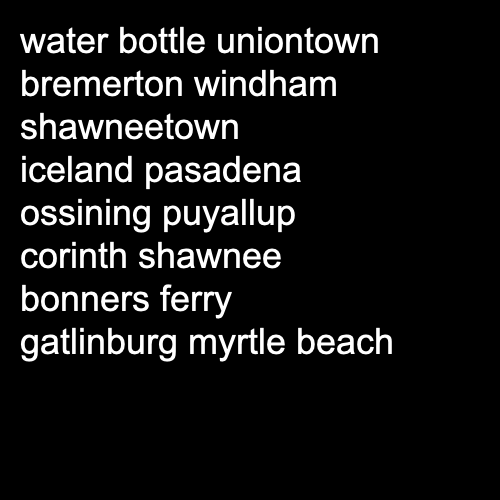 water bottle uniontown
bremerton windham
shawneetown
iceland pasadena
ossining puyallup
corinth shawnee
bonners ferry
gatlinburg myrtle beach